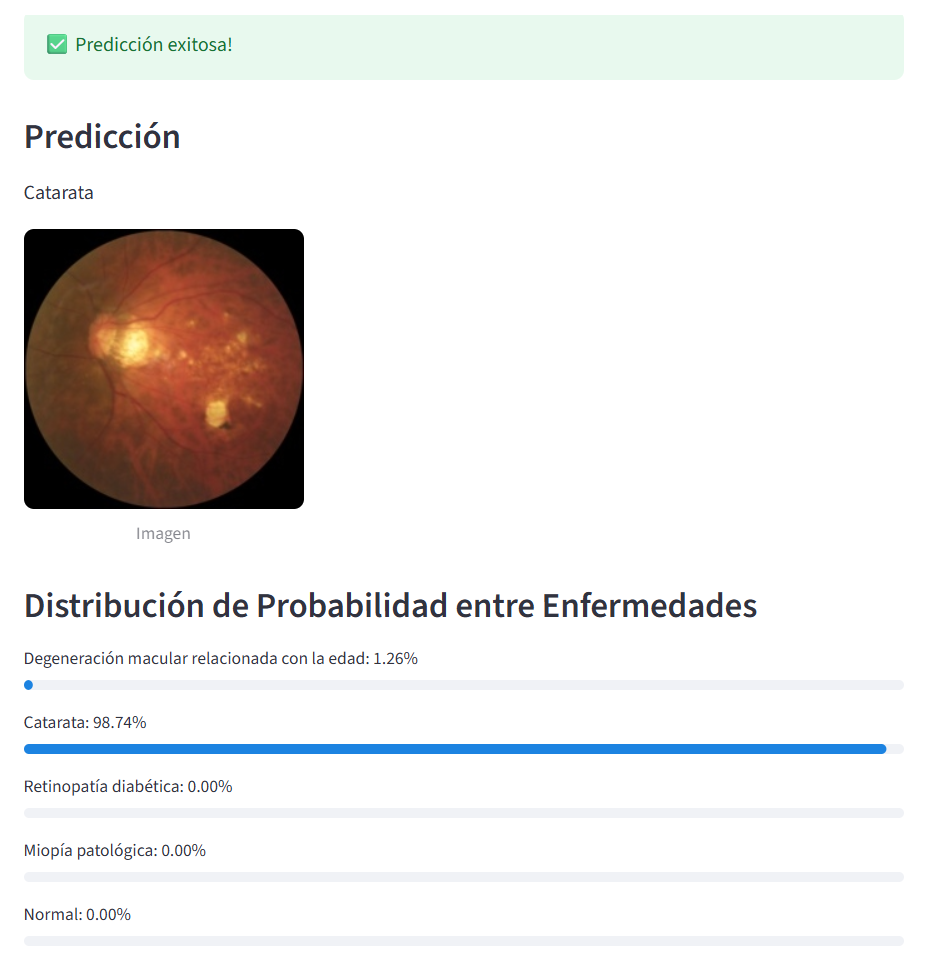 ✅ Predicción exitosa!
Predicción
Catarata
Imagen
Distribución de Probabilidad entre Enfermedades
Degeneración macular relacionada con la edad: 1.26%
Catarata: 98.74%
Retinopatía diabética: 0.00%
Miopía patológica: 0.00%
Normal: 0.00%